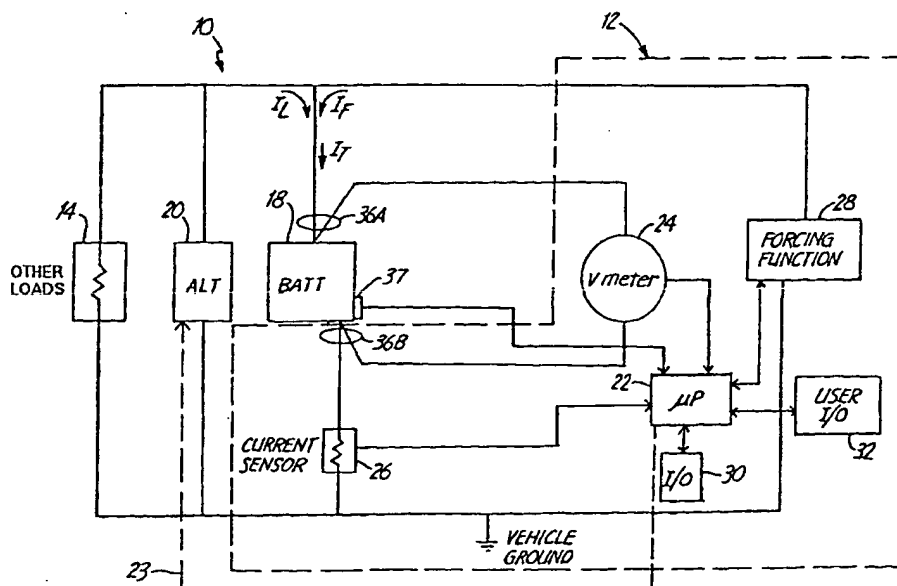 10
12
I_L
I_F
I_T
14
20
18
36A
24
28
OTHER
LOADS
ALT
BATT
37
V meter
FORCING
FUNCTION
36B
22
μP
USER
I/O
32
CURRENT
SENSOR
26
I/O
30
VEHICLE
GROUND
23